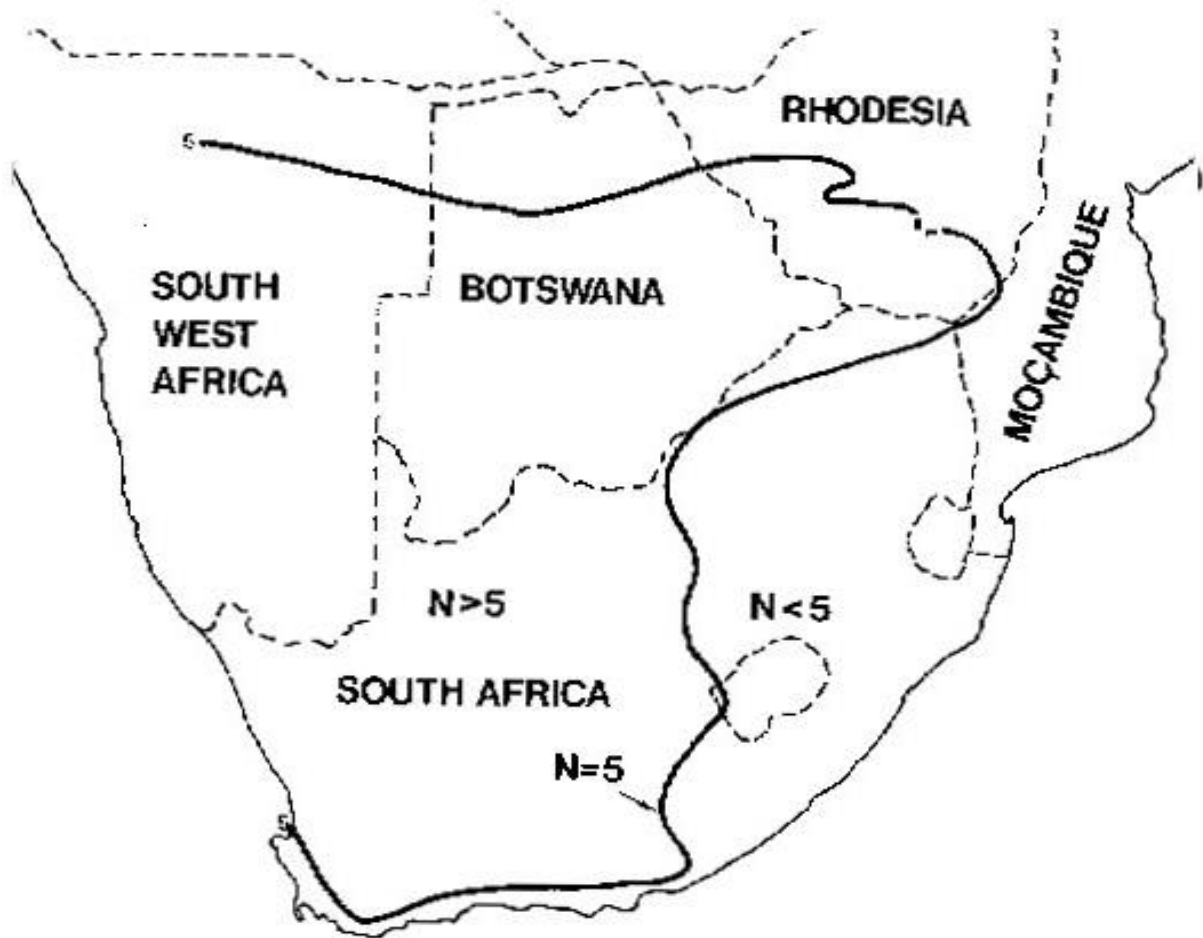 RHODESIA
5
MOÇAMBIQUE
SOUTH
WEST
AFRICA
BOTSWANA
N>5
N<5
SOUTH AFRICA
N=5
5